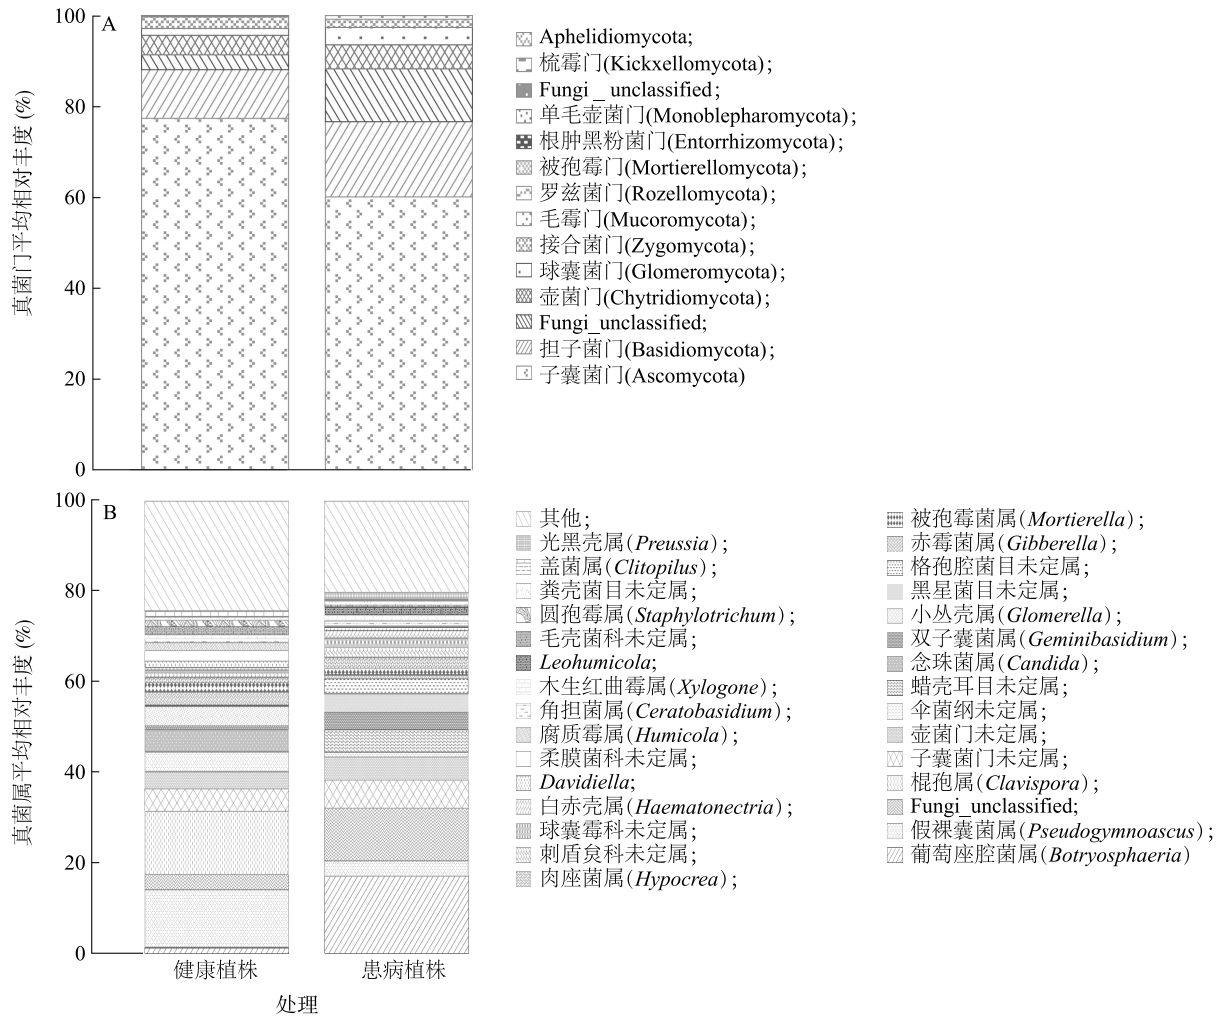 A
真菌门平均相对丰度 (%)
100
80
60
40
20
0
Aphelidiomycota;
梳霉门(Kickxellomycota);
Fungi _ unclassified;
单毛壶菌门(Monoblepharomycota);
根肿黑粉菌门(Entorrhizomycota);
被孢霉门(Mortierellomycota);
罗兹菌门(Rozellomycota);
毛霉门(Mucoromycota);
接合菌门(Zygomycota);
球囊菌门(Glomeromycota);
壶菌门(Chytridiomycota);
Fungi_unclassified;
担子菌门(Basidiomycota);
子囊菌门(Ascomycota)
B
真菌属平均相对丰度 (%)
100
80
60
40
20
0
健康植株
患病植株
处理
其他;
光黑壳属(Preussia);
盖菌属(Clitopilus);
粪壳菌目未定属;
圆孢霉属(Staphylotrichum);
毛壳菌科未定属;
Leohumicola;
木生红曲霉属(Xylogone);
角担菌属(Ceratobasidium);
腐质霉属(Humicola);
柔膜菌科未定属;
Davidiella;
白赤壳属(Haematonectria);
球囊霉科未定属;
刺盾炱科未定属;
肉座菌属(Hypocrea);
被孢霉菌属(Mortierella);
赤霉菌属(Gibberella);
格孢腔菌目未定属;
黑星菌目未定属;
小丛壳属(Glomerella);
双子囊菌属(Geminibasidium);
念珠菌属(Candida);
蜡壳耳目未定属;
伞菌纲未定属;
壶菌门未定属;
子囊菌门未定属;
棍孢属(Clavispora);
Fungi_unclassified;
假裸囊菌属(Pseudogymnoascus);
葡萄座腔菌属(Botryosphaeria)